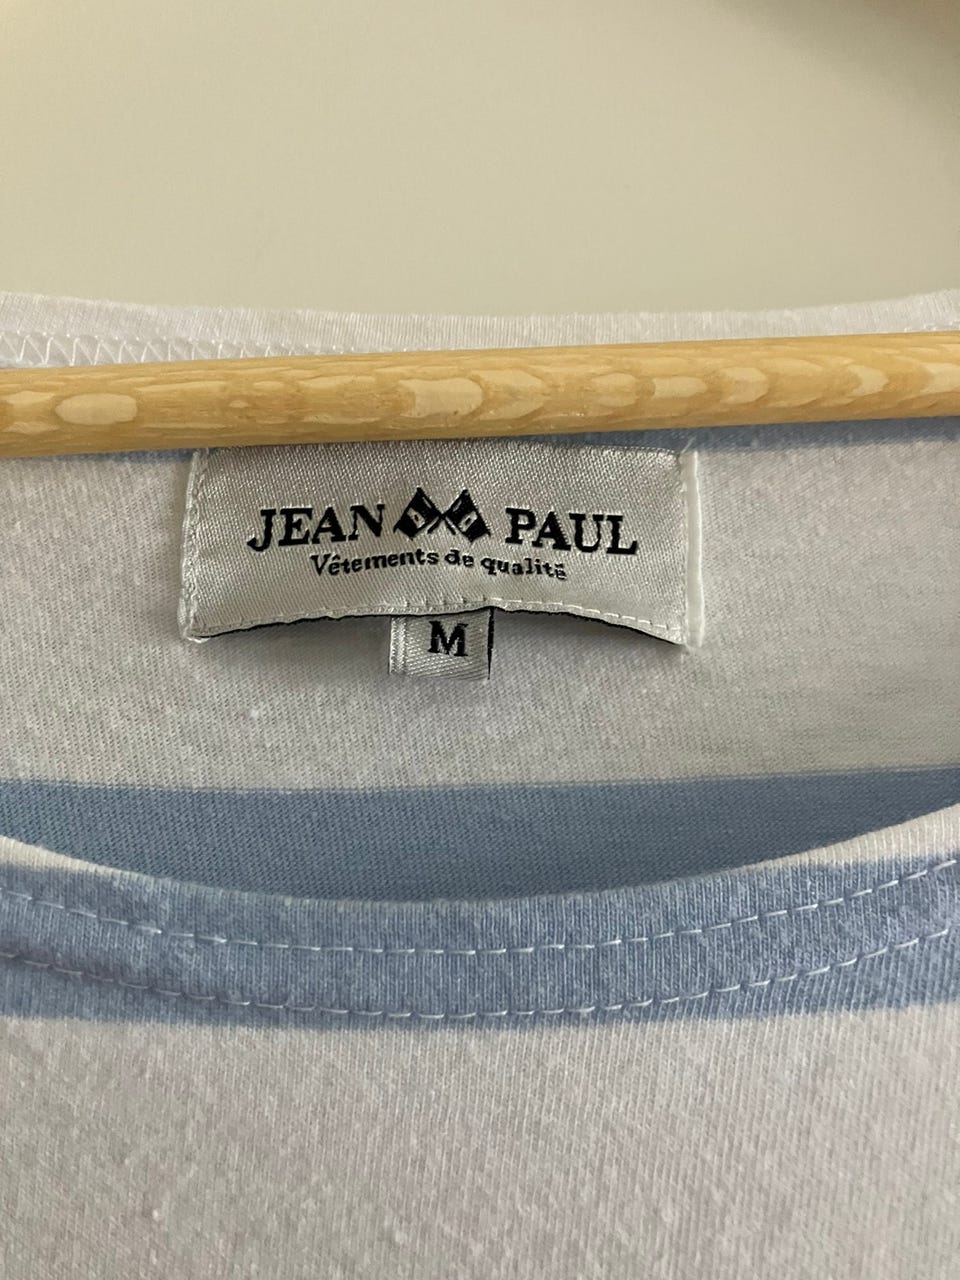 JEAN PAUL
Vêtements de qualité
M